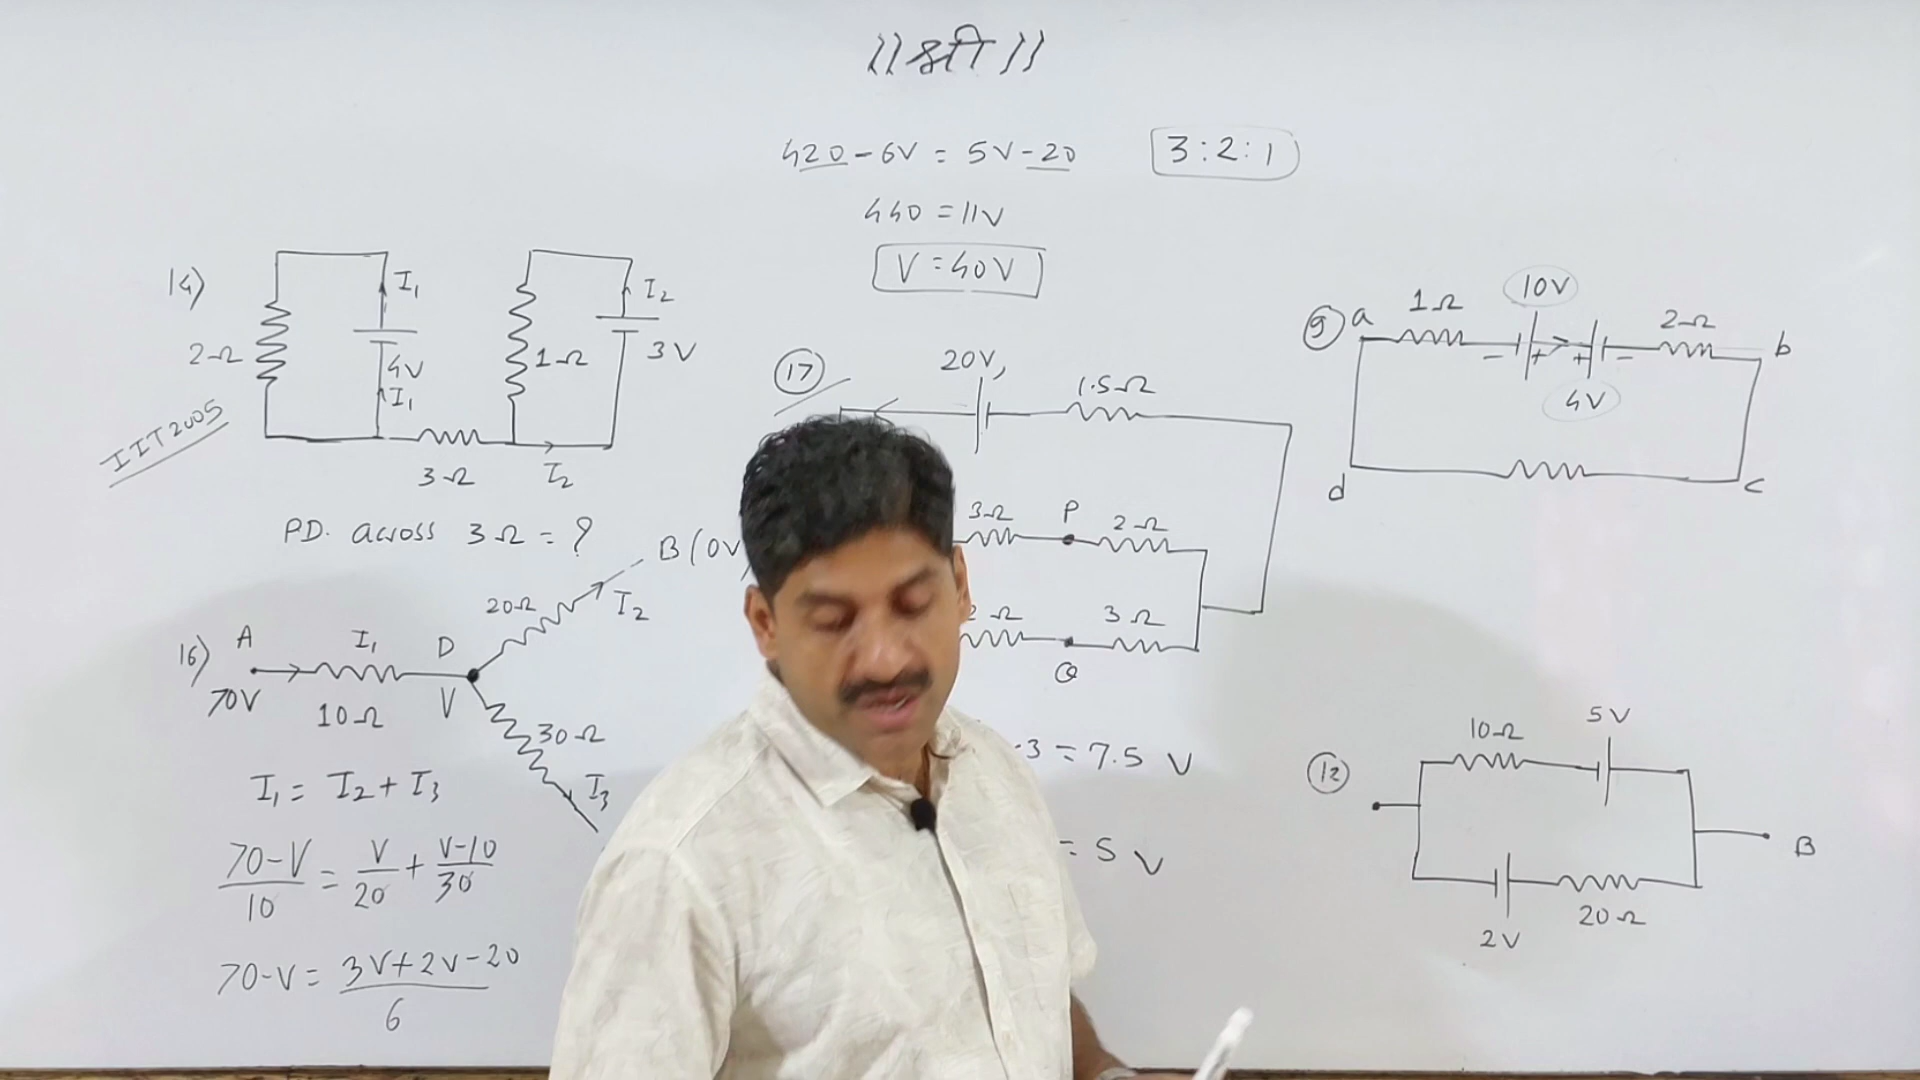 ॥ श्री ॥
420-6V = 5V-20
3:2:1
440 = 11V
V = 40V
14)
I₁
I₂
2Ω
4V
I₁
1Ω
3V
IIT 2005
3Ω
I₂
P.D. across 3Ω = ?
16)
A
70V
I₁
10Ω
D
V
20Ω
I₂
B (0V
30Ω
I₃
I₁ = I₂ + I₃
70-V/10 = V/20 + V-10/30
70-V = 3V+2V-20/6
17
20V,
1.5Ω
3Ω
P
2Ω
2Ω
3Ω
Q
·3 = 7.5 V
= 5 V
9
a
1Ω
10V
2Ω
b
- + + -
4V
d
c
12
10Ω
5V
B
2V
20Ω